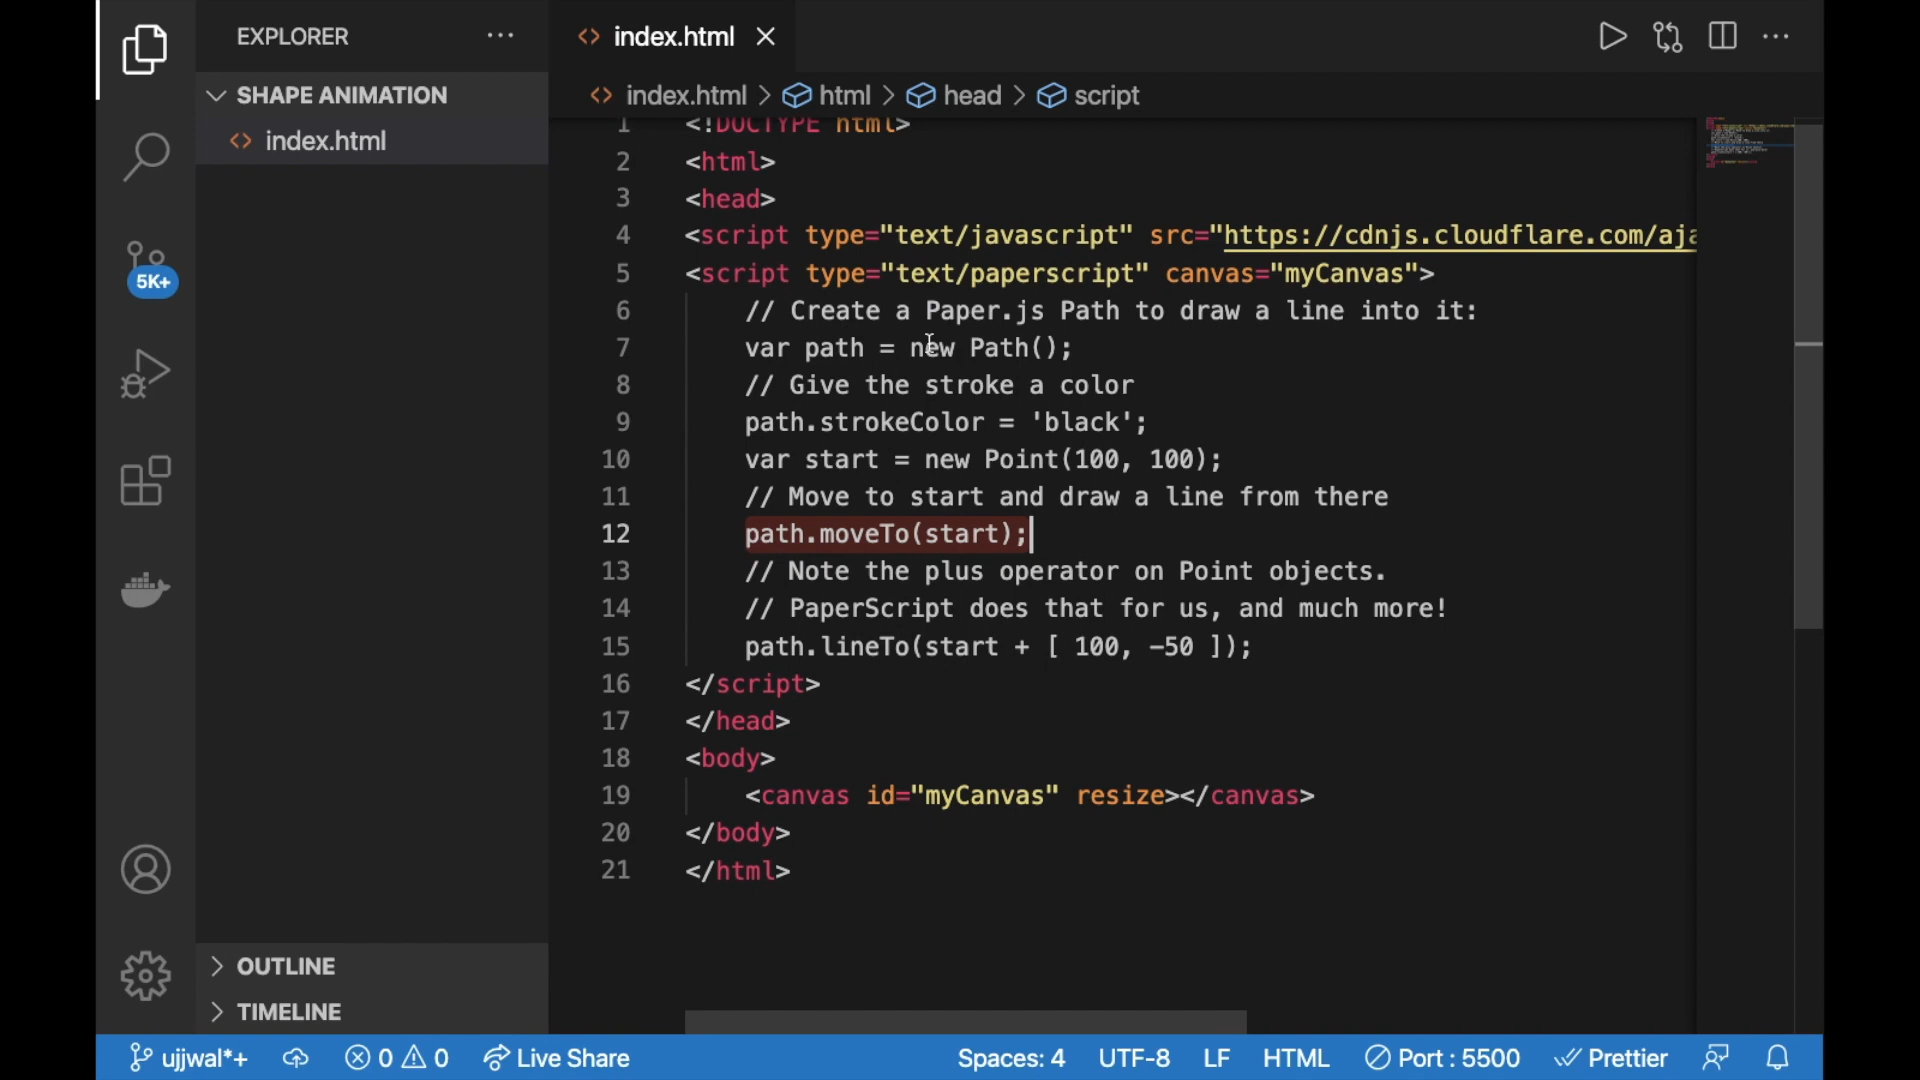 EXPLORER
SHAPE ANIMATION
index.html
5K+
OUTLINE
TIMELINE
index.html
index.html > html > head > script
1 <!DOCTYPE html>
2 <html>
3 <head>
4 <script type="text/javascript" src="https://cdnjs.cloudflare.com/aja
5 <script type="text/paperscript" canvas="myCanvas">
6 // Create a Paper.js Path to draw a line into it:
7 var path = new Path();
8 // Give the stroke a color
9 path.strokeColor = 'black';
10 var start = new Point(100, 100);
11 // Move to start and draw a line from there
12 path.moveTo(start);
13 // Note the plus operator on Point objects.
14 // PaperScript does that for us, and much more!
15 path.lineTo(start + [ 100, -50 ]);
16 </script>
17 </head>
18 <body>
19 <canvas id="myCanvas" resize></canvas>
20 </body>
21 </html>
ujjwal*+ 0 0 Live Share Spaces: 4 UTF-8 LF HTML Port : 5500 Prettier